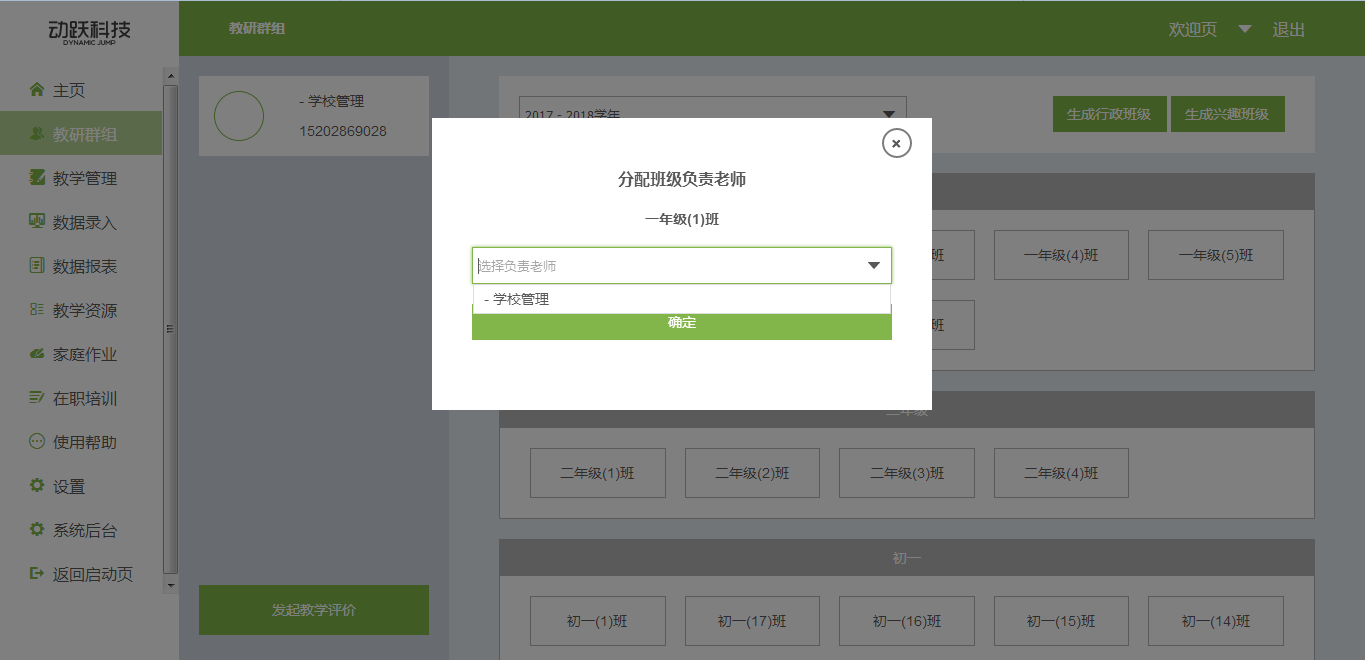 动跃科技
DYNAMIC JUMP
教研群组
欢迎页
退出
主页
教研群组
教学管理
数据录入
数据报表
教学资源
家庭作业
在职培训
使用帮助
设置
系统后台
返回启动页
- 学校管理
15202869028
发起教学评价
2017 - 2018学年
生成行政班级
生成兴趣班级
分配班级负责老师
一年级(1)班
选择负责老师
- 学校管理
确定
班
一年级(4)班
一年级(5)班
班
二年级(1)班
二年级(2)班
二年级(3)班
二年级(4)班
初一
初一(1)班
初一(17)班
初一(16)班
初一(15)班
初一(14)班